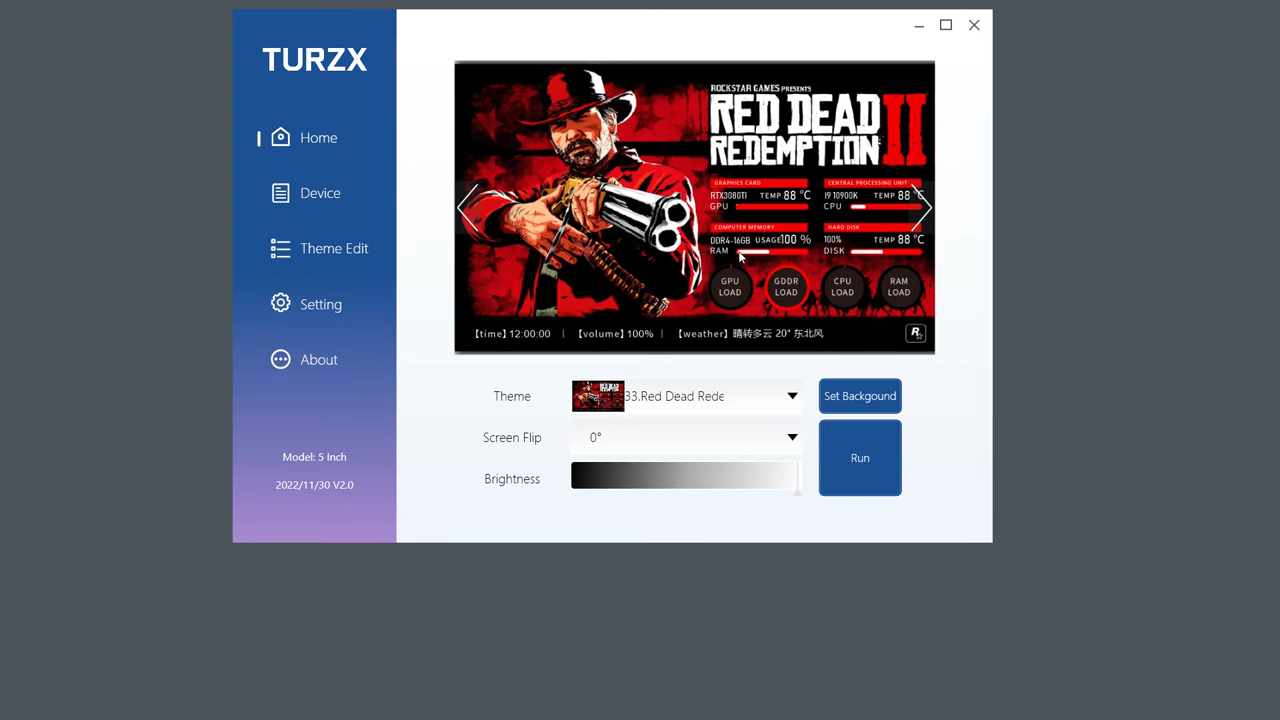 TURZX
Home
Device
Theme Edit
Setting
About
Model: 5 Inch
2022/11/30 V2.0
ROCKSTAR GAMES PRESENTS
RED DEAD
REDEMPTION II
GRAPHICS CARD
RTX3080TI TEMP 88 °C
GPU
CENTRAL PROCESSING UNIT
I9 10900K TEMP 88 °C
CPU
COMPUTER MEMORY
DDR4-16GB USAGE100 %
RAM
HARD DISK
100% TEMP 88 °C
DISK
GPU LOAD
GDDR LOAD
CPU LOAD
RAM LOAD
【time】12:00:00 | 【volume】100% | 【weather】晴转多云 20° 东北风
R
Theme
33.Red Dead Rede
Set Backgound
Screen Flip
0°
Run
Brightness